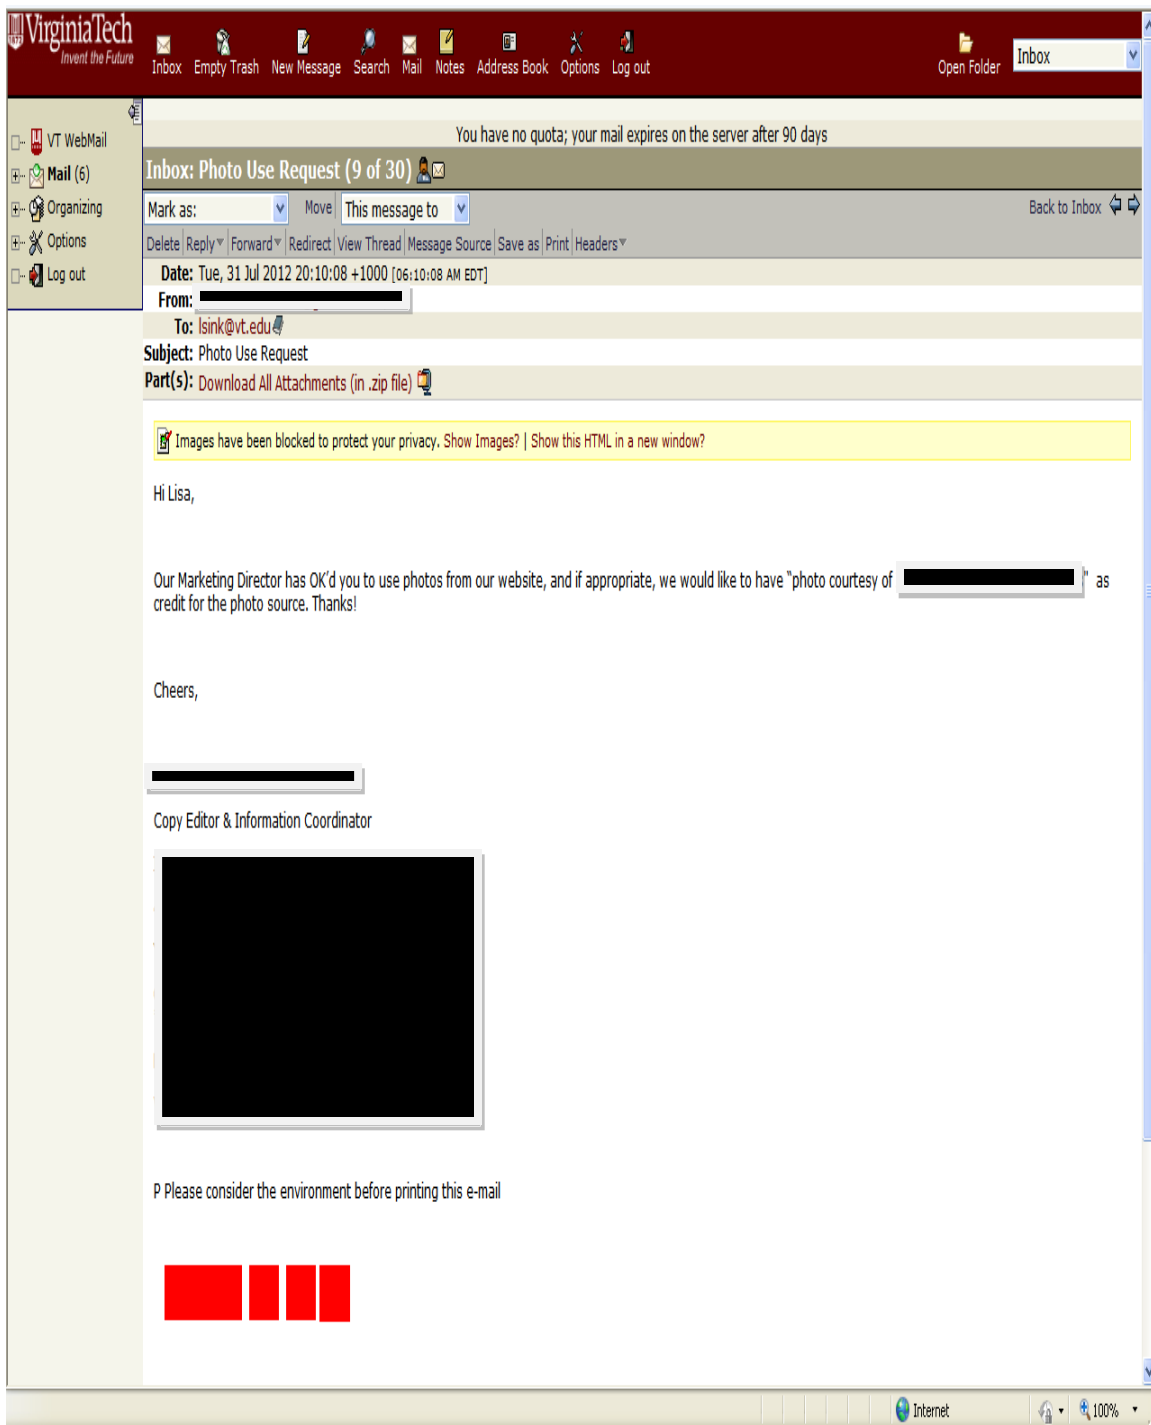 VirginiaTech
1872
Invent the Future
Inbox Empty Trash New Message Search Mail Notes Address Book Options Log out
Open Folder
Inbox
VT WebMail
Mail (6)
Organizing
Options
Log out
You have no quota; your mail expires on the server after 90 days
Inbox: Photo Use Request (9 of 30)
Mark as: Move This message to Back to Inbox
Delete Reply Forward Redirect View Thread Message Source Save as Print Headers
Date: Tue, 31 Jul 2012 20:10:08 +1000 [06:10:08 AM EDT]
From:
To: lsink@vt.edu
Subject: Photo Use Request
Part(s): Download All Attachments (in .zip file)
Images have been blocked to protect your privacy. Show Images? | Show this HTML in a new window?
Hi Lisa,
Our Marketing Director has OK’d you to use photos from our website, and if appropriate, we would like to have “photo courtesy of " as
credit for the photo source. Thanks!
Cheers,
Copy Editor & Information Coordinator
P Please consider the environment before printing this e-mail
Internet
100%